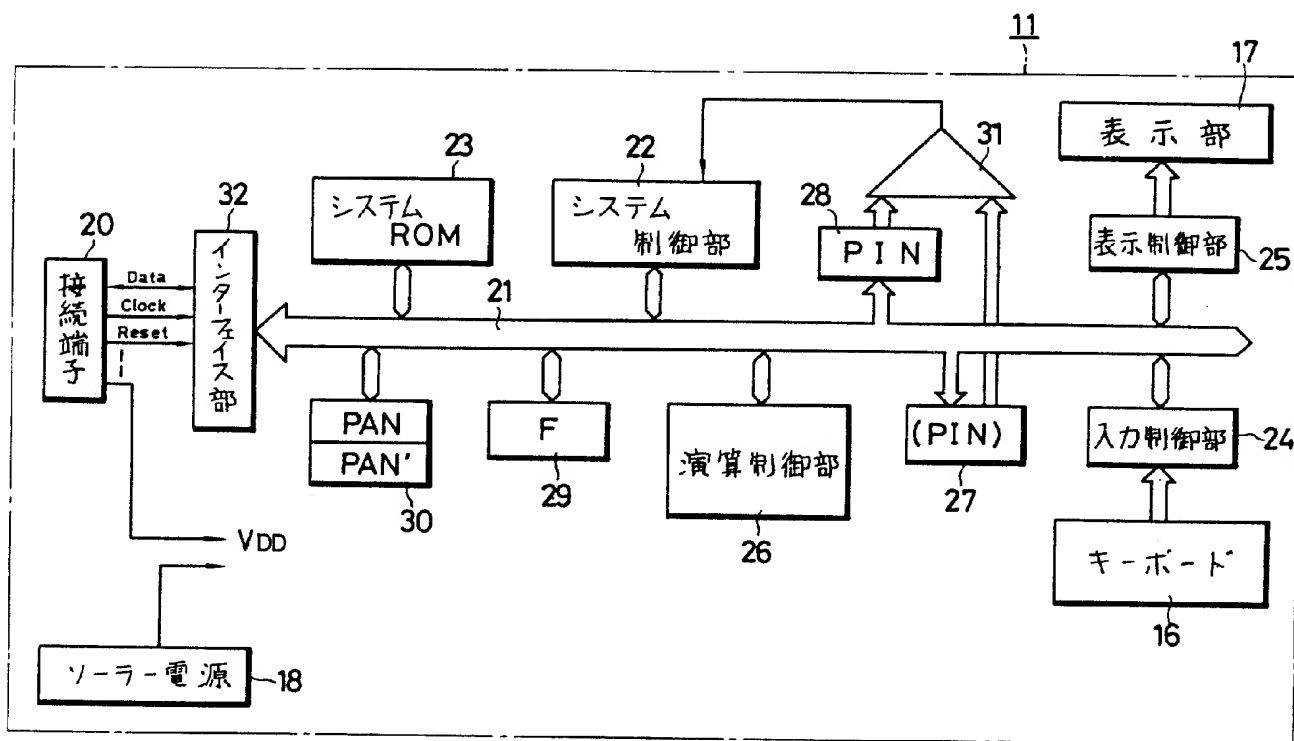 11
17
表示部
23
システム
ROM
22
システム
制御部
31
28
PIN
表示制御部
25
32
インターフェイス部
20
接続端子
Data
Clock
Reset
21
PAN
PAN'
30
F
29
演算制御部
26
(PIN)
27
入力制御部
24
キーボード
16
VDD
ソーラー電源
18